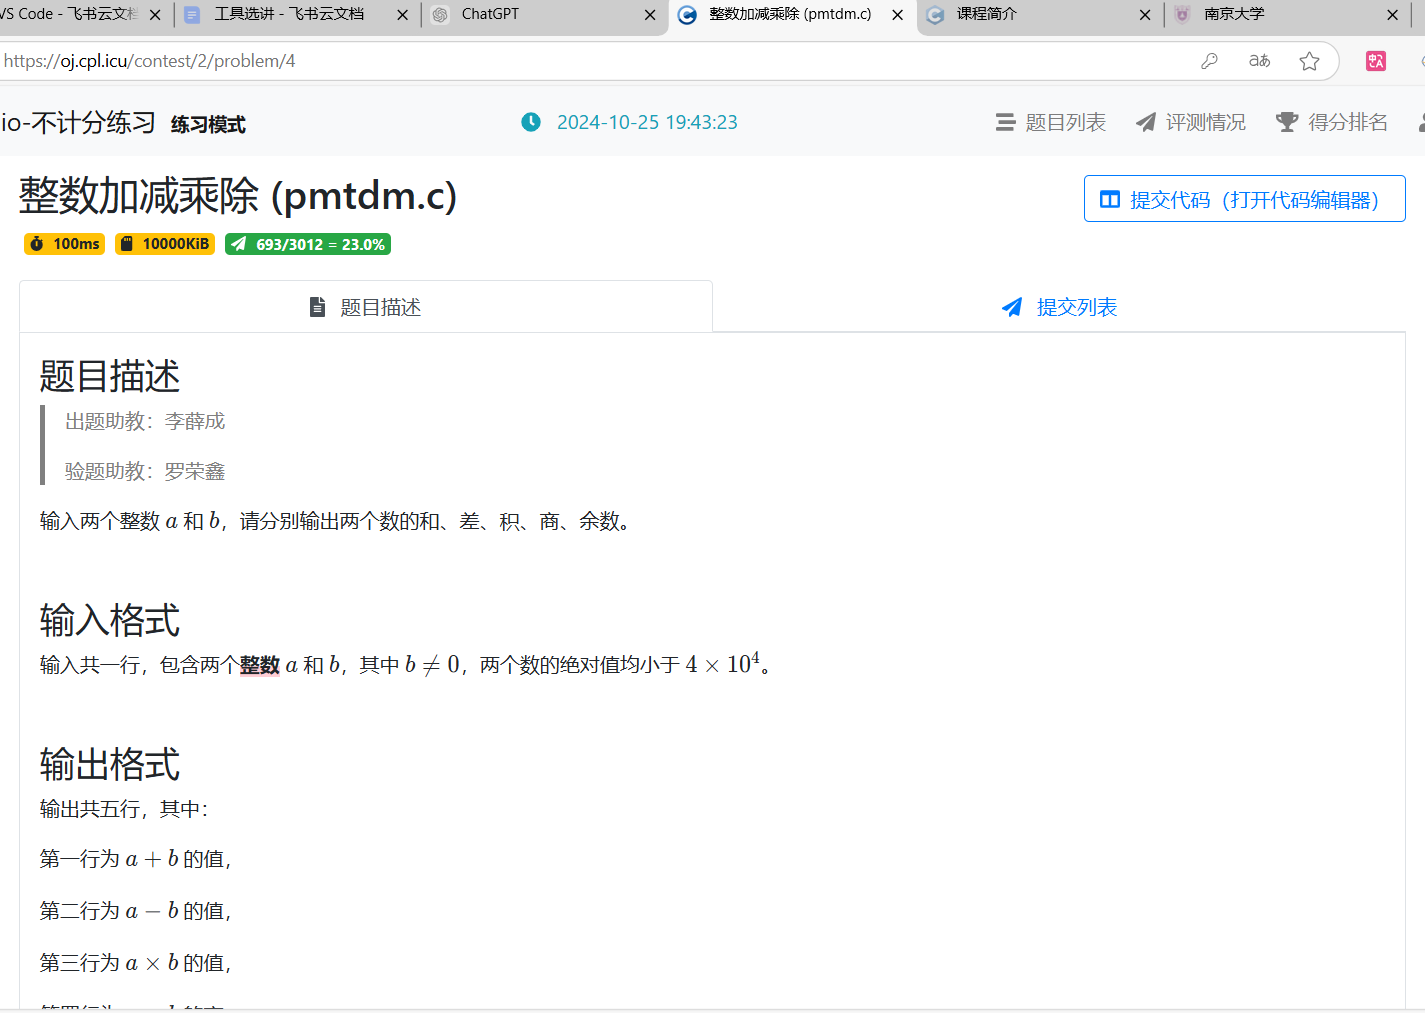 VS Code - 飞书云文档
工具选讲 - 飞书云文档
ChatGPT
整数加减乘除 (pmtdm.c)
课程简介
南京大学
https://oj.cpl.icu/contest/2/problem/4
io-不计分练习 练习模式
2024-10-25 19:43:23
题目列表
评测情况
得分排名
整数加减乘除 (pmtdm.c)
提交代码（打开代码编辑器）
100ms
10000KiB
693/3012 = 23.0%
题目描述
提交列表
题目描述
出题助教：李薛成
验题助教：罗荣鑫
输入两个整数 a 和 b，请分别输出两个数的和、差、积、商、余数。
输入格式
输入共一行，包含两个整数 a 和 b，其中 b ≠ 0，两个数的绝对值均小于 4 × 10⁴。
输出格式
输出共五行，其中：
第一行为 a + b 的值，
第二行为 a − b 的值，
第三行为 a × b 的值，